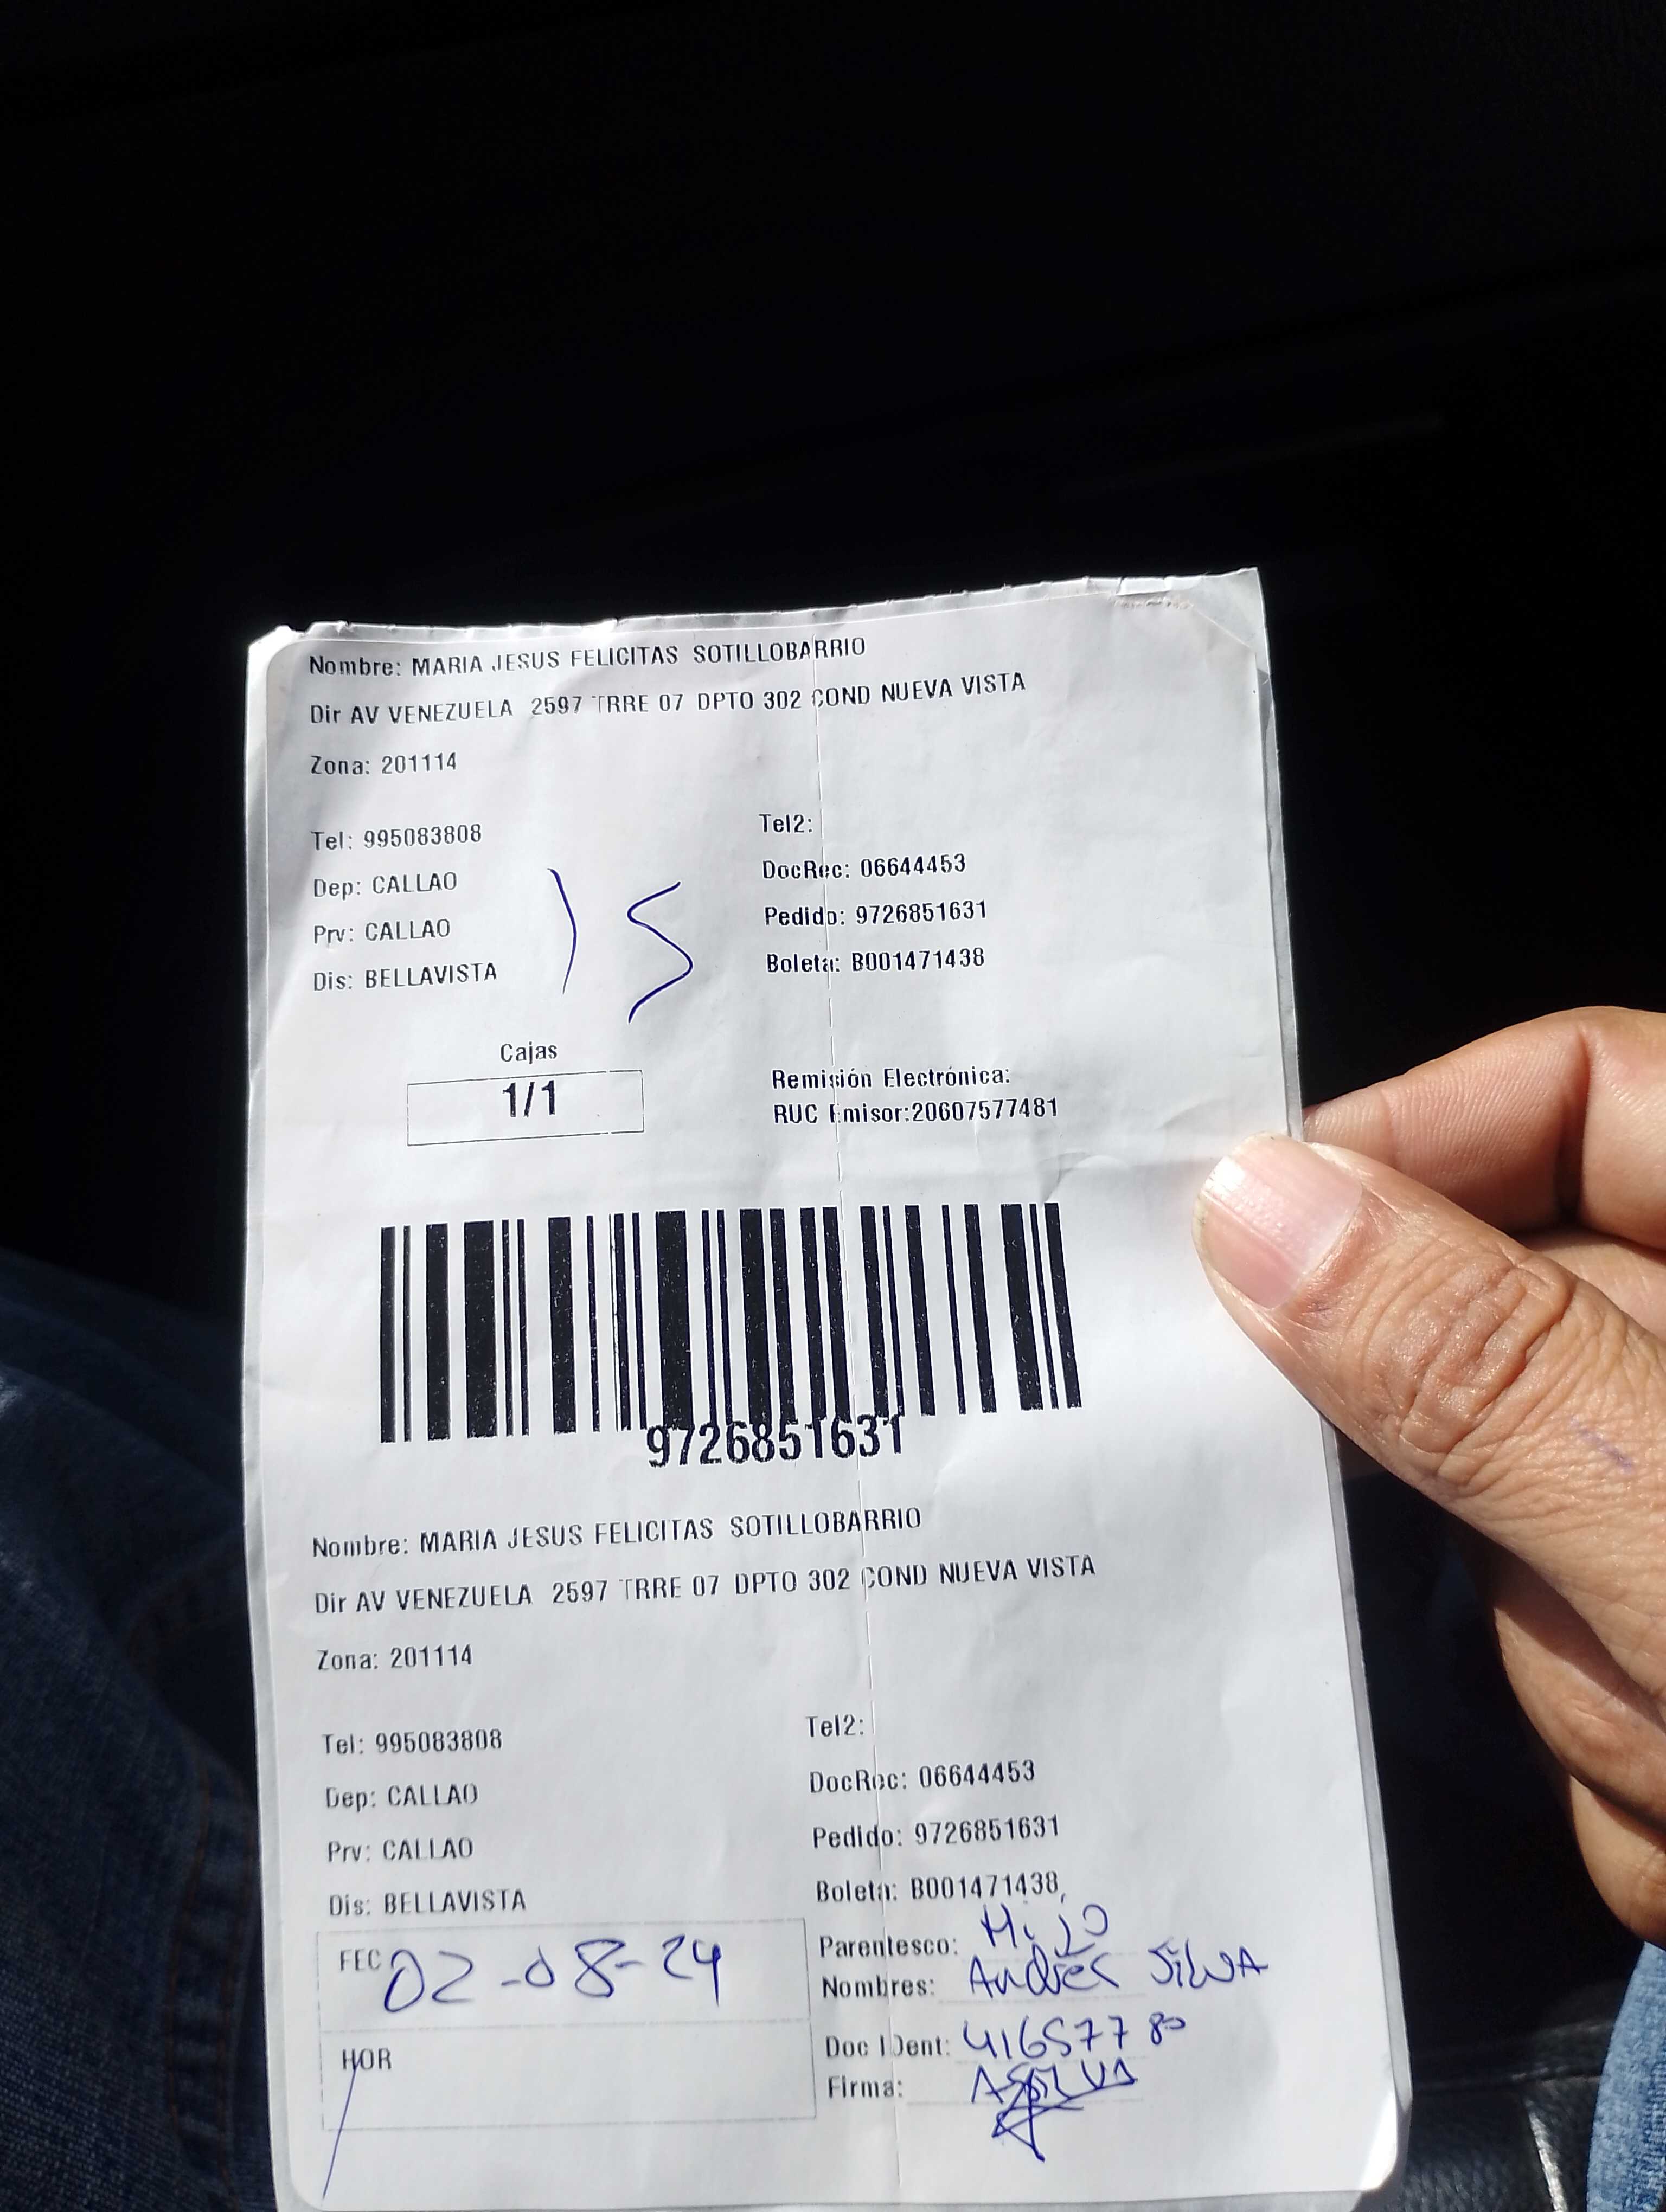 Nombre: MARIA JESUS FELICITAS SOTILLOBARRIO
Dir AV VENEZUELA 2597 TRRE 07 DPTO 302 COND NUEVA VISTA
Zona: 201114
Tel: 995083808 Tel2:
Dep: CALLAO DocRec: 06644453
Prv: CALLAO Pedido: 9726851631
Dis: BELLAVISTA Boleta: B001471438
Cajas
1/1
Remisión Electrónica:
RUC Emisor:20607577481
9726851631
Nombre: MARIA JESUS FELICITAS SOTILLOBARRIO
Dir AV VENEZUELA 2597 TRRE 07 DPTO 302 COND NUEVA VISTA
Zona: 201114
Tel: 995083808 Tel2:
Dep: CALLAO DocRec: 06644453
Prv: CALLAO Pedido: 9726851631
Dis: BELLAVISTA Boleta: B001471438
FEC 02-08-24 Parentesco: Hijo
Nombres: Andres SilVA
HOR Doc IDent: 41657780
Firma: ASILVA